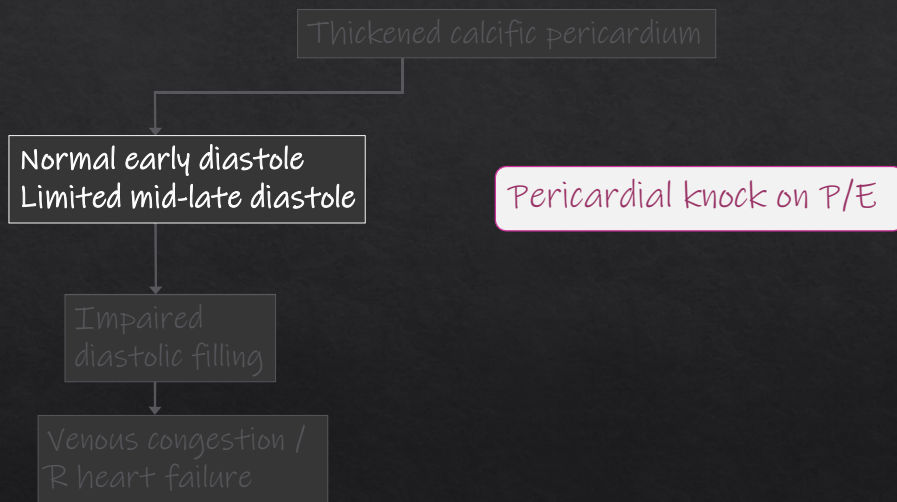 Thickened calcific pericardium
Normal early diastole
Limited mid-late diastole
Pericardial knock on P/E
Impaired
diastolic filling
Venous congestion /
R heart failure